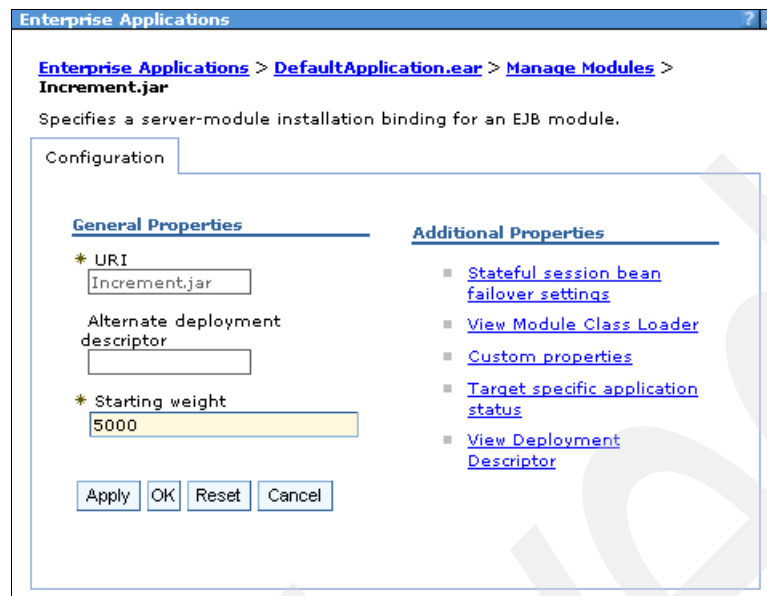 Enterprise Applications ?
Enterprise Applications > DefaultApplication.ear > Manage Modules >
Increment.jar
Specifies a server-module installation binding for an EJB module.
Configuration
General Properties
* URI
Increment.jar
Alternate deployment
descriptor
* Starting weight
5000
Apply OK Reset Cancel
Additional Properties
Stateful session bean
failover settings
View Module Class Loader
Custom properties
Target specific application
status
View Deployment
Descriptor